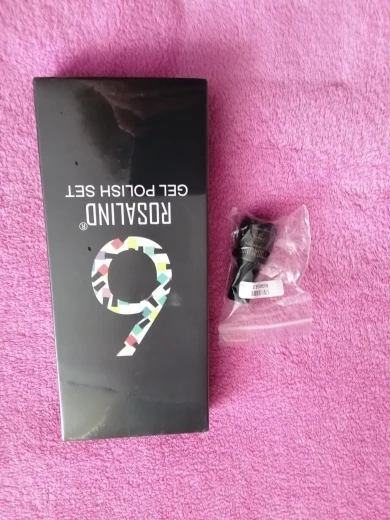 6
ROSALIND®
GEL POLISH SET